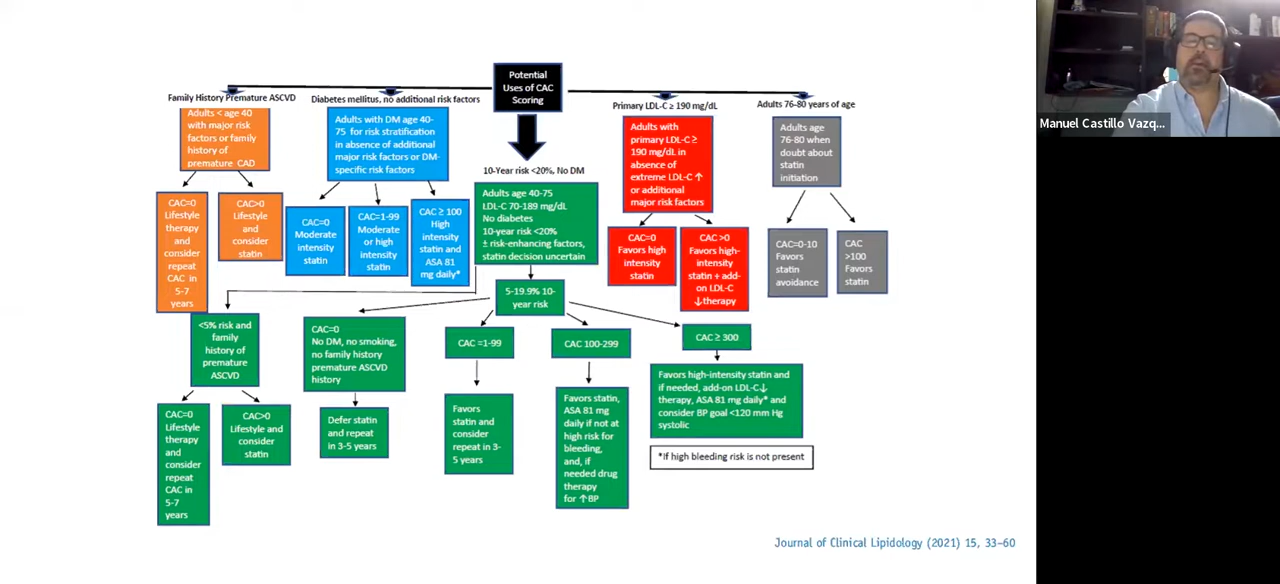 Potential
Uses of CAC
Scoring
Family History Premature ASCVD
Adults < age 40
with major risk
factors or family
history of
premature CAD
CAC=0
Lifestyle
therapy
and
consider
repeat
CAC in
5-7
years
CAC>0
Lifestyle
and
consider
statin
Diabetes mellitus, no additional risk factors
Adults with DM age 40-
75 for risk stratification
in absence of additional
major risk factors or DM-
specific risk factors
CAC=0
Moderate
intensity
statin
CAC=1-99
Moderate
or high
intensity
statin
CAC ≥ 100
High
intensity
statin and
ASA 81
mg daily*
10-Year risk <20%, No DM
Adults age 40-75
LDL-C 70-189 mg/dL
No diabetes
10-year risk <20%
± risk-enhancing factors,
statin decision uncertain
Primary LDL-C ≥ 190 mg/dL
Adults with
primary LDL-C ≥
190 mg/dL in
absence of
extreme LDL-C ↑
or additional
major risk factors
CAC=0
Favors high
intensity
statin
CAC >0
Favors high-
intensity
statin + add-
on LDL-C
↓therapy
Adults 76-80 years of age
Adults age
76-80 when
doubt about
statin
initiation
CAC=0-10
Favors
statin
avoidance
CAC
>100
Favors
statin
<5% risk and
family
history of
premature
ASCVD
CAC=0
Lifestyle
therapy
and
consider
repeat
CAC in
5-7
years
CAC>0
Lifestyle and
consider
statin
5-19.9% 10-
year risk
CAC=0
No DM, no smoking,
no family history
premature ASCVD
history
Defer statin
and repeat
in 3-5 years
CAC =1-99
Favors
statin and
consider
repeat in 3-
5 years
CAC 100-299
Favors statin,
ASA 81 mg
daily if not at
high risk for
bleeding,
and, if
needed drug
therapy
for ↑BP
CAC ≥ 300
Favors high-intensity statin and
if needed, add-on LDL-C↓
therapy, ASA 81 mg daily* and
consider BP goal <120 mm Hg
systolic
*If high bleeding risk is not present
Journal of Clinical Lipidology (2021) 15, 33–60
Manuel Castillo Vazq...